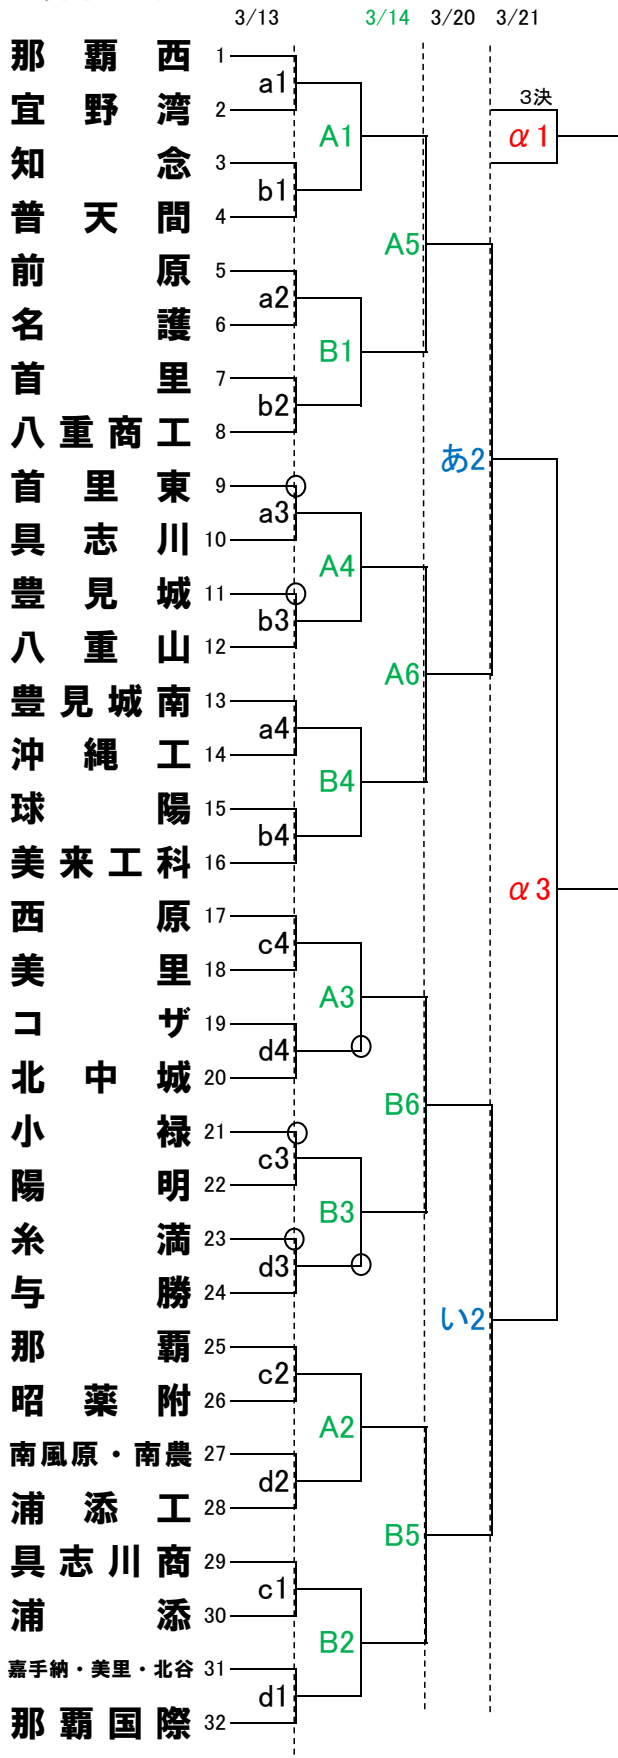 3/13 3/14 3/20 3/21
那覇西 1
a1
宜野湾 2
3決
A1
α1
知念 3
b1
普天間 4
A5
前原 5
a2
名護 6
B1
首里 7
b2
八重商工 8
あ2
首里東 9
a3
具志川 10
A4
豊見城 11
b3
八重山 12
A6
豊見城南 13
a4
沖縄工 14
B4
球陽 15
b4
美来工科 16
α3
西原 17
c4
美里 18
A3
コザ 19
d4
北中城 20
B6
小禄 21
c3
陽明 22
B3
糸満 23
d3
与勝 24
い2
那覇 25
c2
昭薬附 26
A2
南風原・南農 27
d2
浦添工 28
B5
具志川商 29
c1
浦添 30
B2
嘉手納・美里・北谷 31
d1
那覇国際 32